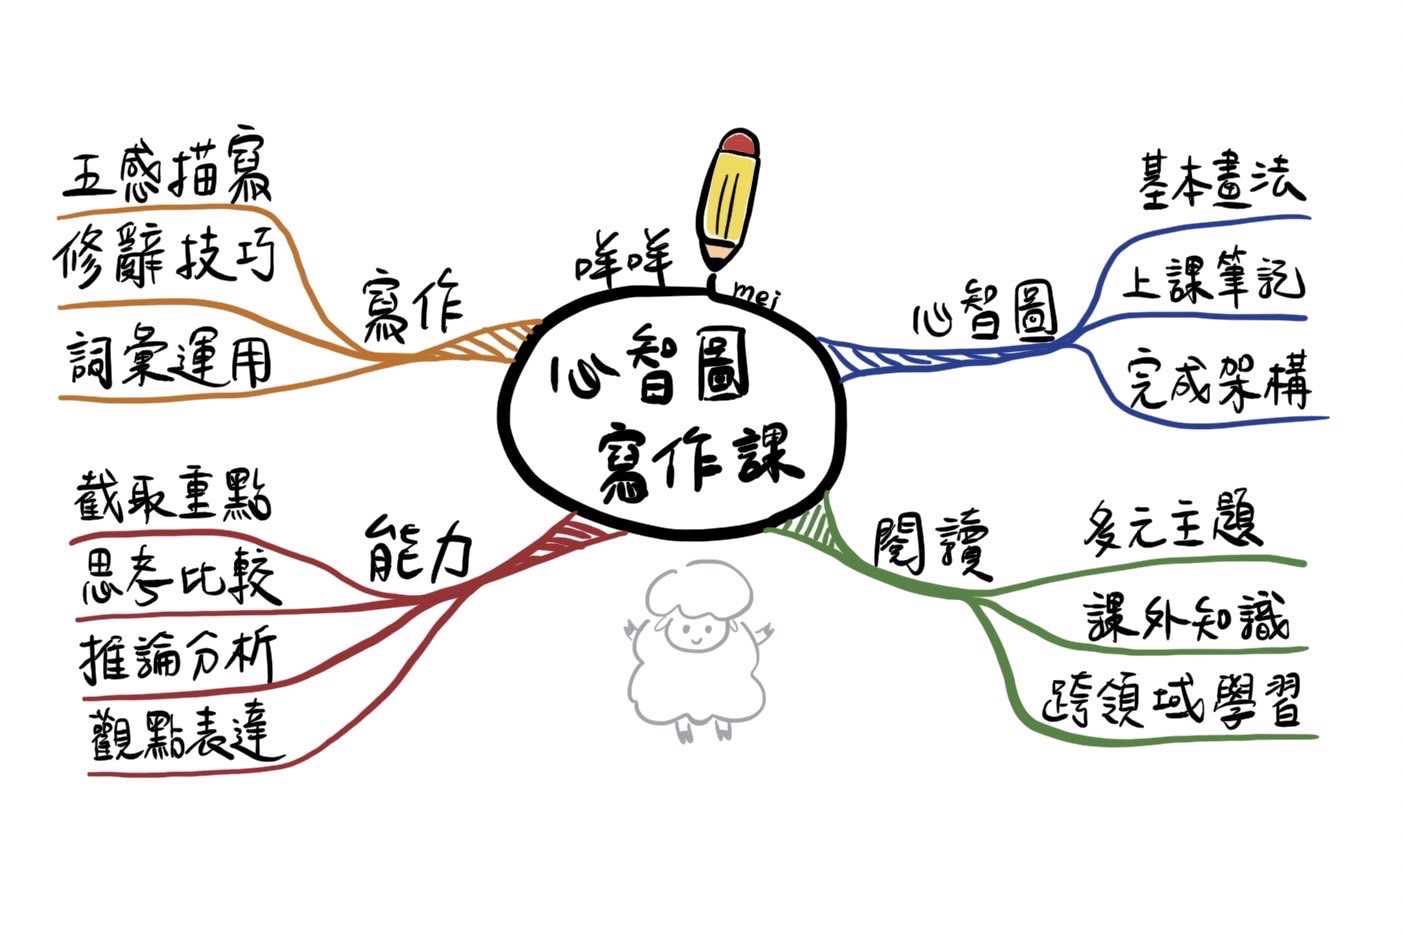 咩咩
mei
心智圖
寫作課
心智圖
基本畫法
上課筆記
完成架構
閱讀
多元主題
課外知識
跨領域學習
能力
截取重點
思考比較
推論分析
觀點表達
寫作
五感描寫
修辭技巧
詞彙運用